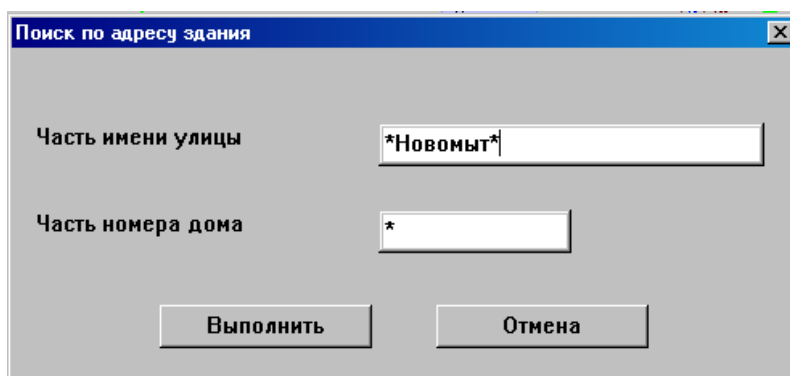 Поиск по адресу здания
Часть имени улицы
*Новомыт*
Часть номера дома
*
Выполнить
Отмена